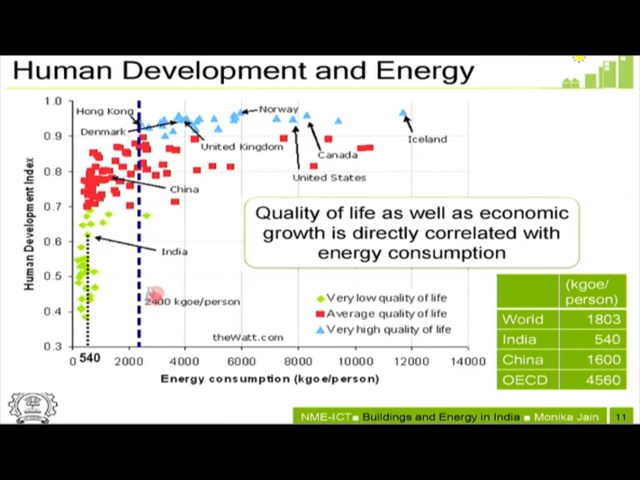 Human Development and Energy
1.0
0.9
0.8
0.7
0.6
0.5
0.4
0.3
Human Development Index
Hong Kong
Denmark
Norway
United Kingdom
Canada
United States
Iceland
China
India
Quality of life as well as economic
growth is directly correlated with
energy consumption
2400 kgoe/person
Very low quality of life
Average quality of life
Very high quality of life
theWatt.com
0 540 2000 4000 6000 8000 10000 12000 14000
Energy consumption (kgoe/person)
(kgoe/
person)
World 1803
India 540
China 1600
OECD 4560
NME-ICT Buildings and Energy in India Monika Jain 11